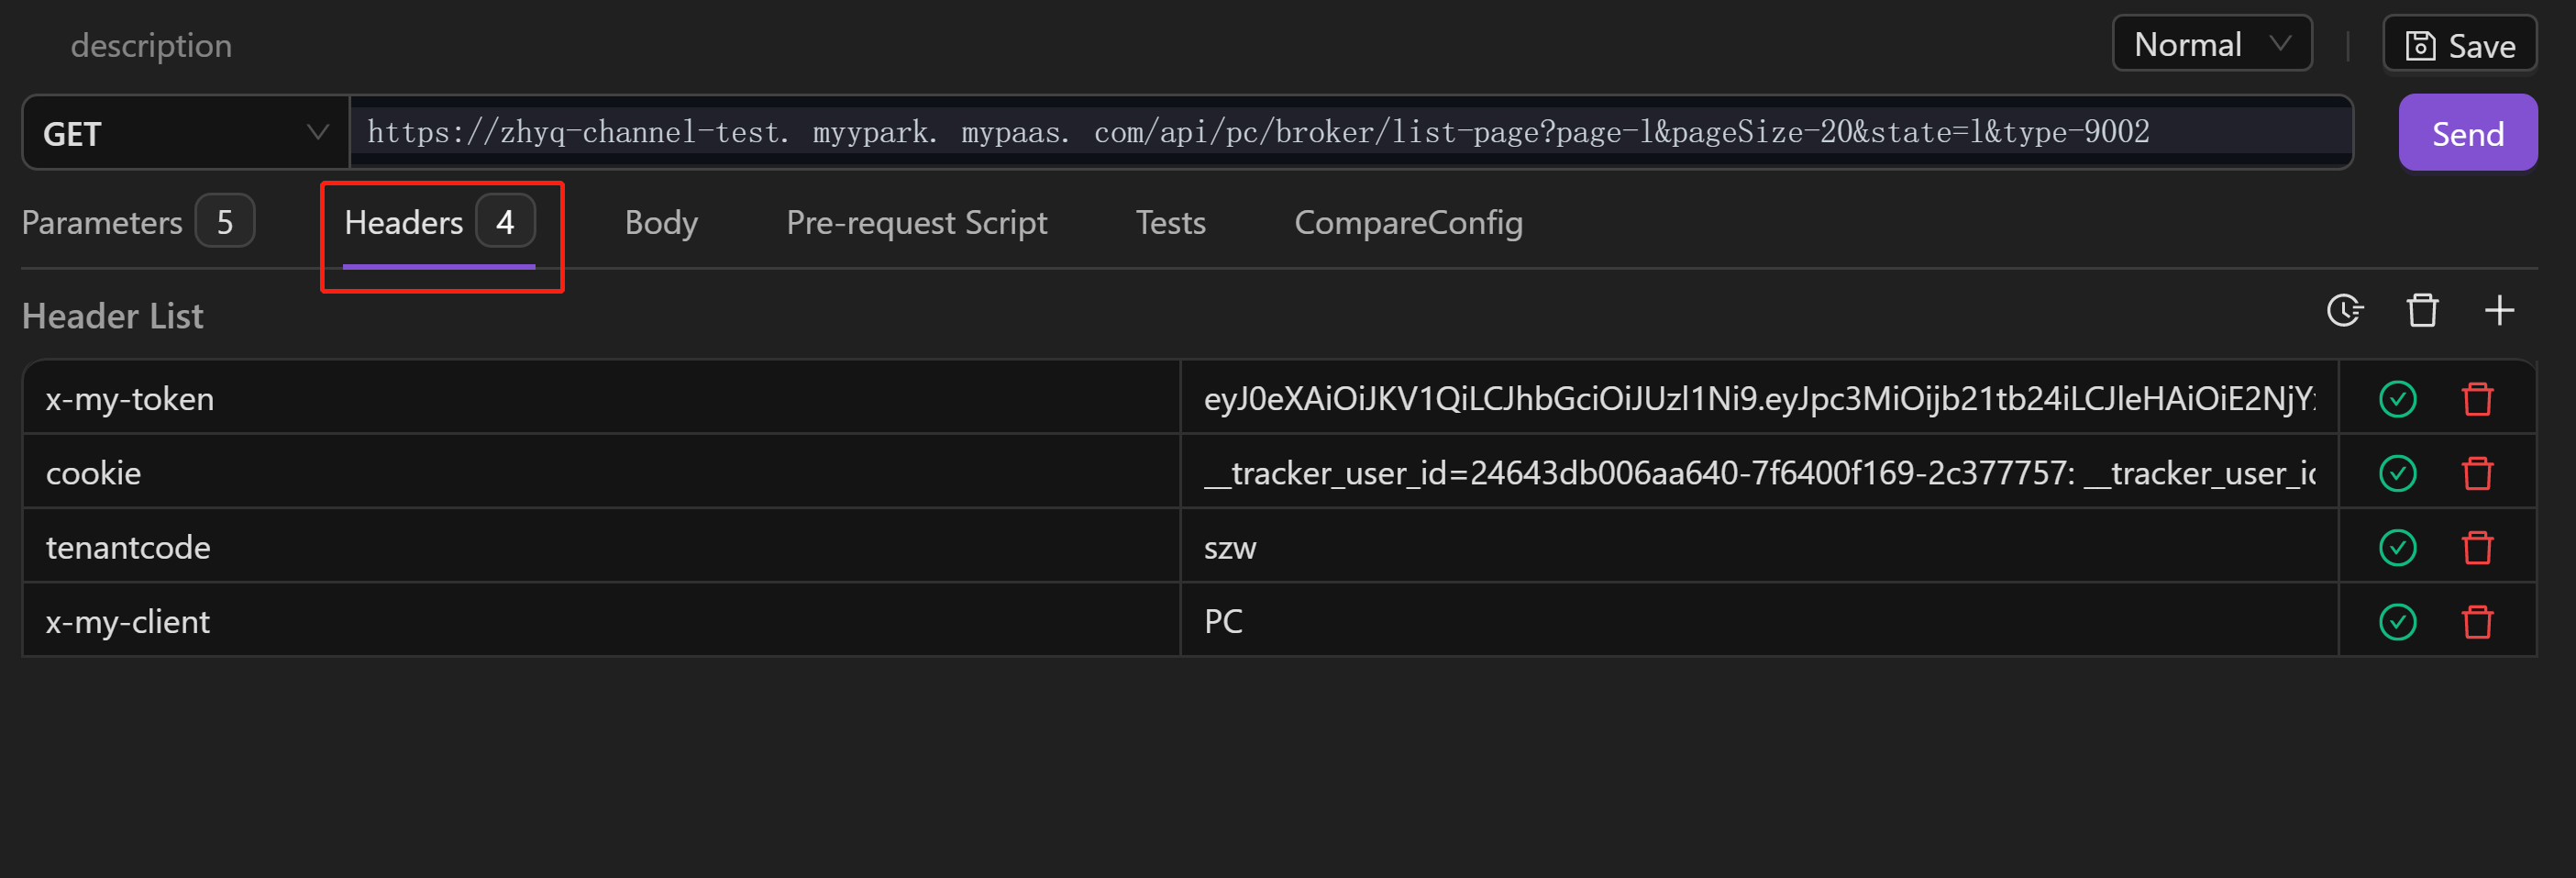 description Normal Save
GET https://zhyq-channel-test. myypark. mypaas. com/api/pc/broker/list-page?page-1&pageSize-20&state=1&type-9002 Send
Parameters 5 Headers 4 Body Pre-request Script Tests CompareConfig
Header List
x-my-token eyJ0eXAiOiJKV1QiLCJhbGciOiJUzl1Ni9.eyJpc3MiOijb21tb24iLCJleHAiOiE2NjY
cookie __tracker_user_id=24643db006aa640-7f6400f169-2c377757: __tracker_user_ic
tenantcode szw
x-my-client PC